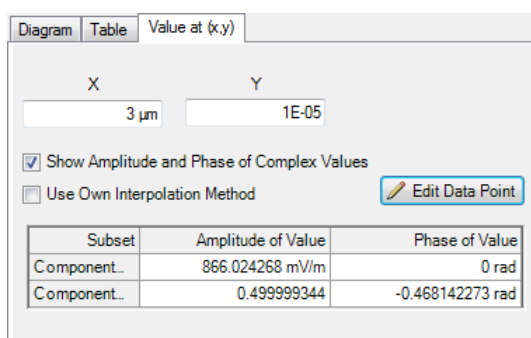 Diagram Table Value at (x,y)
X Y
3 µm 1E-05
Show Amplitude and Phase of Complex Values
Use Own Interpolation Method Edit Data Point
Subset Amplitude of Value Phase of Value
Component... 866.024268 mV/m 0 rad
Component... 0.499999344 -0.468142273 rad